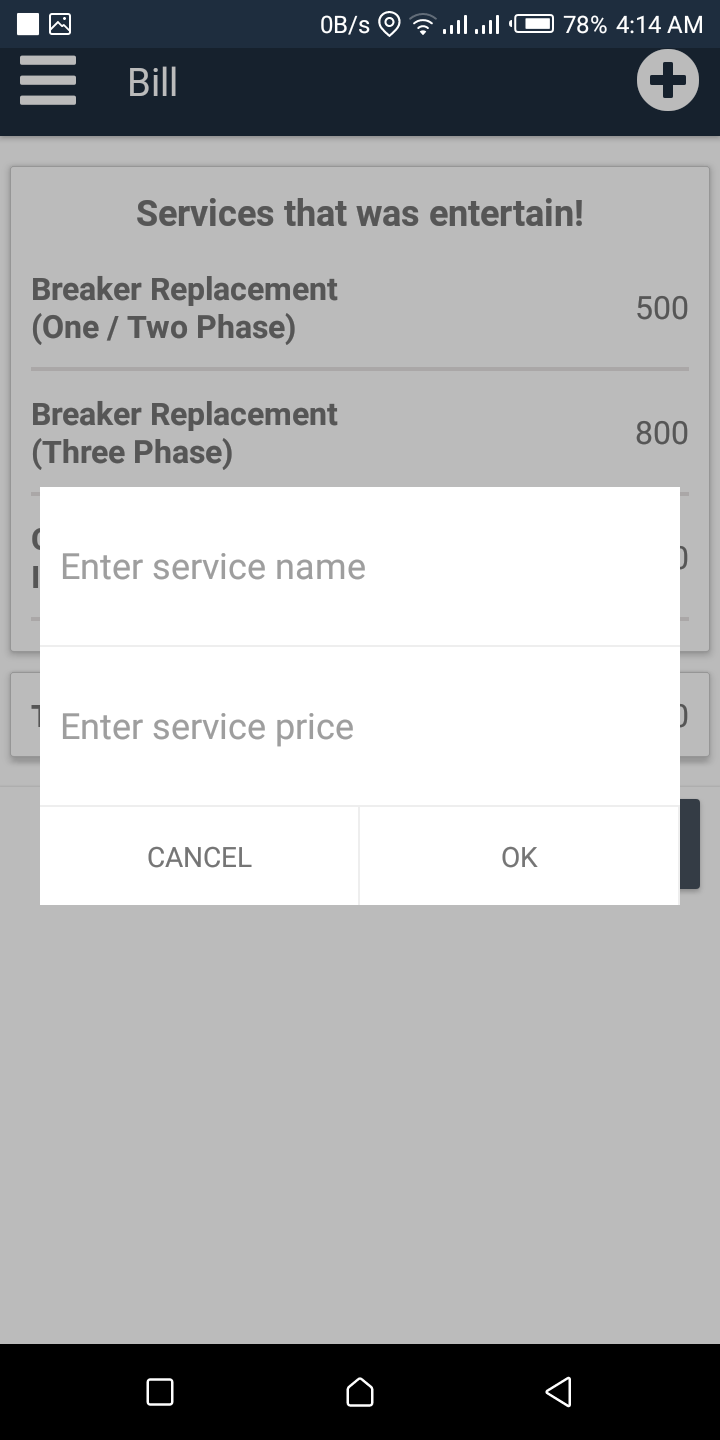 0B/s 78% 4:14 AM
Bill
Services that was entertain!
Breaker Replacement
(One / Two Phase)
500
Breaker Replacement
(Three Phase)
800
Enter service name
Enter service price
CANCEL OK